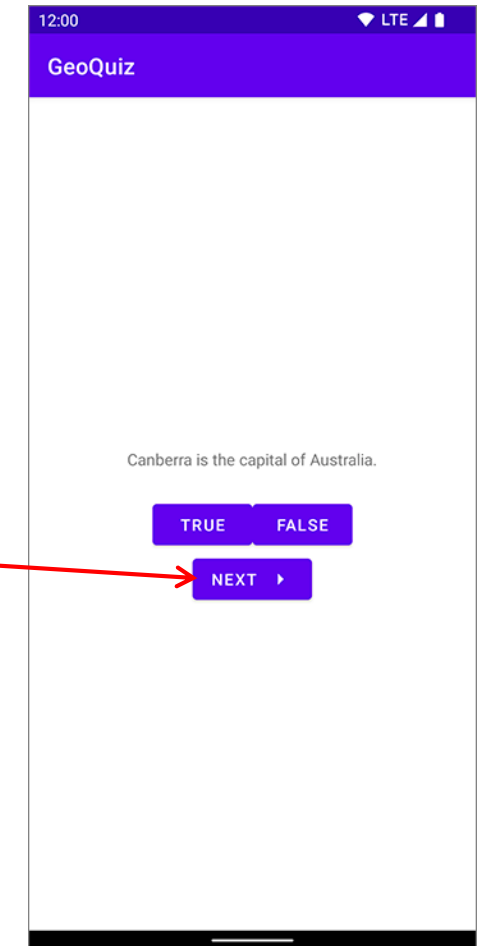 12:00 LTE
GeoQuiz
Canberra is the capital of Australia.
TRUE FALSE
NEXT